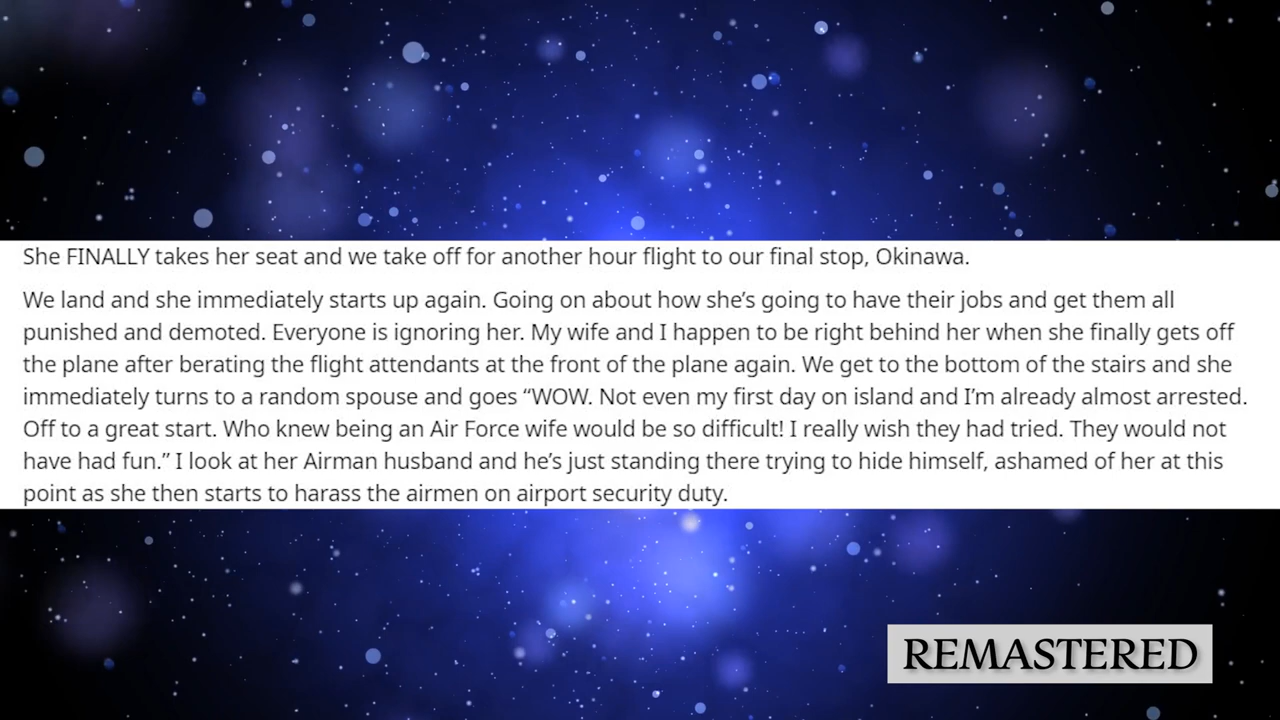 She FINALLY takes her seat and we take off for another hour flight to our final stop, Okinawa.
We land and she immediately starts up again. Going on about how she’s going to have their jobs and get them all
punished and demoted. Everyone is ignoring her. My wife and I happen to be right behind her when she finally gets off
the plane after berating the flight attendants at the front of the plane again. We get to the bottom of the stairs and she
immediately turns to a random spouse and goes “WOW. Not even my first day on island and I’m already almost arrested.
Off to a great start. Who knew being an Air Force wife would be so difficult! I really wish they had tried. They would not
have had fun.” I look at her Airman husband and he’s just standing there trying to hide himself, ashamed of her at this
point as she then starts to harass the airmen on airport security duty.
REMASTERED